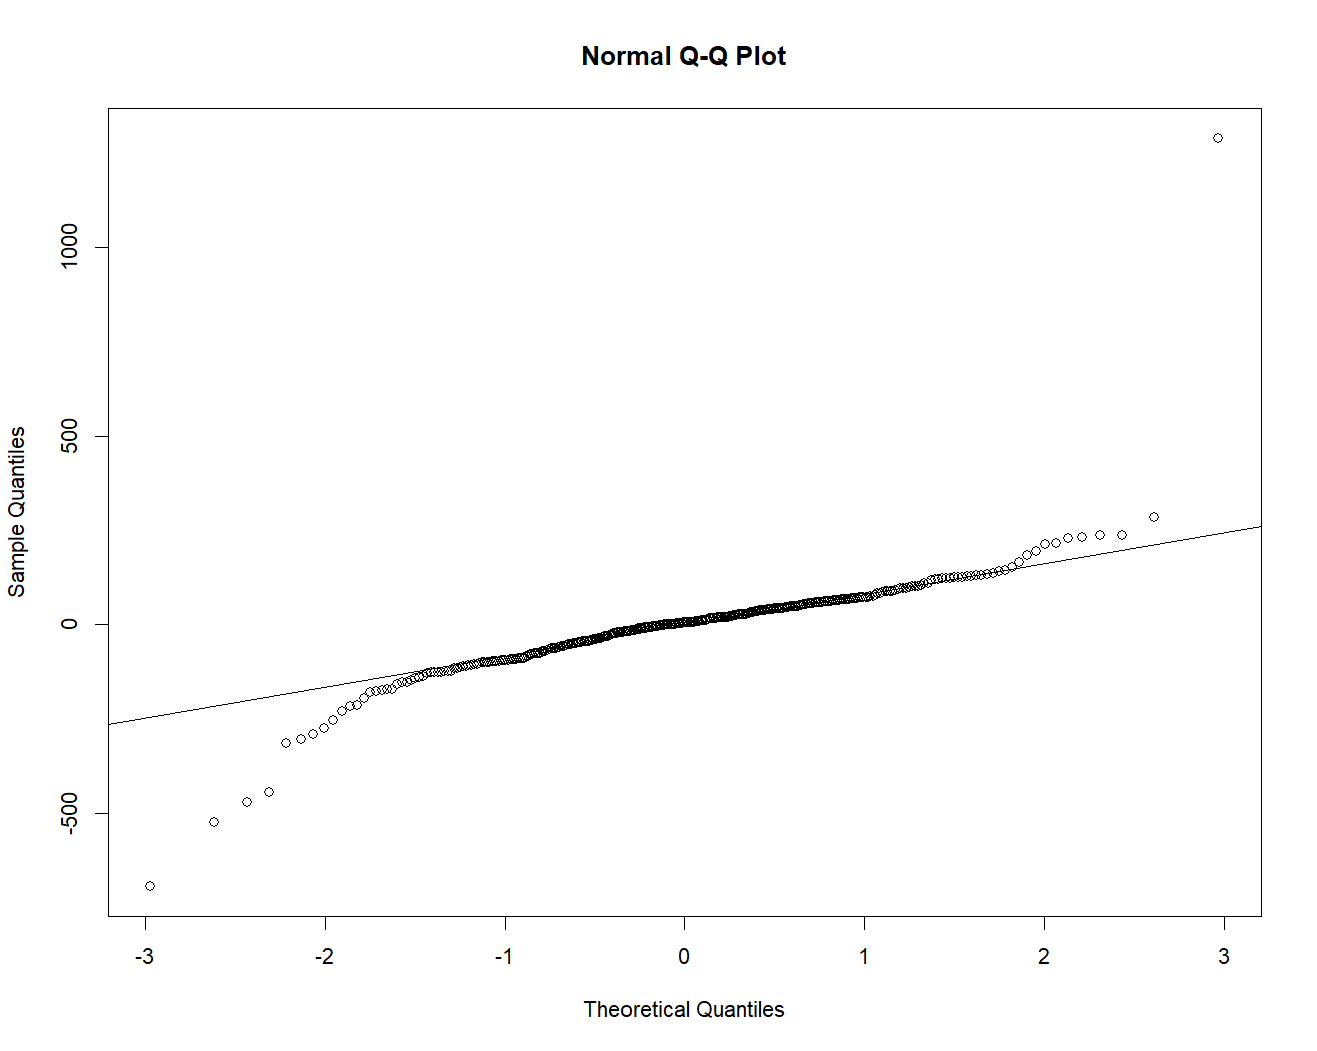 Normal Q-Q Plot
1000
500
0
-500
Sample Quantiles
-3 -2 -1 0 1 2 3
Theoretical Quantiles